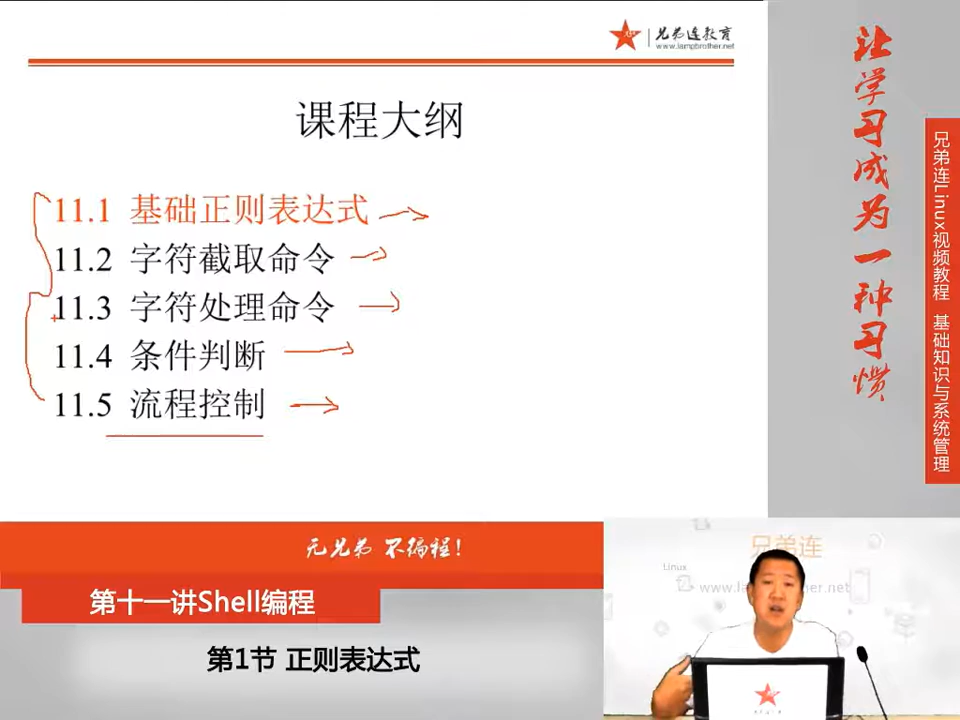 兄弟连教育
www.lampbrother.net
课程大纲
11.1 基础正则表达式
11.2 字符截取命令
11.3 字符处理命令
11.4 条件判断
11.5 流程控制
让学习成为一种习惯
兄弟连Linux视频教程 基础知识与系统管理
无兄弟 不编程!
第十一讲Shell编程
第1节 正则表达式
兄弟连
Linux